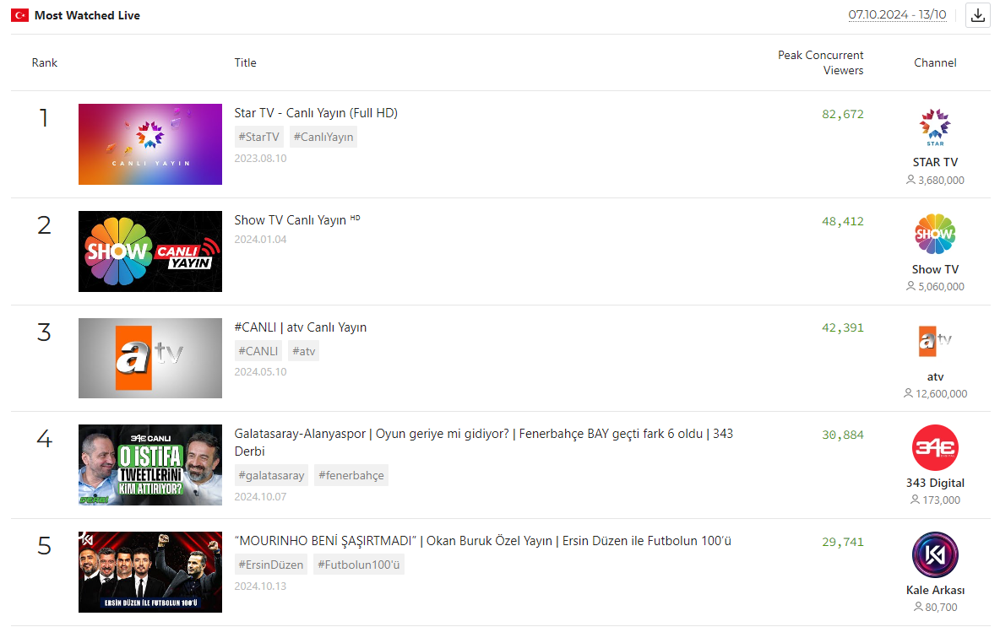 Most Watched Live
07.10.2024 - 13/10
Rank
Title
Peak Concurrent
Viewers
Channel
1
CANLI YAYIN
Star TV - Canlı Yayın (Full HD)
#StarTV #CanlıYayın
2023.08.10
82,672
STAR
STAR TV
3,680,000
2
SHOW CANLI
YAYIN
Show TV Canlı Yayın ᴴᴰ
2024.01.04
48,412
SHOW
Show TV
5,060,000
3
atv
#CANLI | atv Canlı Yayın
#CANLI #atv
2024.05.10
42,391
atv
atv
12,600,000
4
343 CANLI
O İSTİFA
TWEETLERİNİ
KİM ATTIRIYOR?
DERBİ
Galatasaray-Alanyaspor | Oyun geriye mi gidiyor? | Fenerbahçe BAY geçti fark 6 oldu | 343
Derbi
#galatasaray #fenerbahçe
2024.10.07
30,884
343
343 Digital
173,000
5
ERSİN DÜZEN İLE FUTBOLUN 100'Ü
“MOURINHO BENİ ŞAŞIRTMADI” | Okan Buruk Özel Yayın | Ersin Düzen ile Futbolun 100’ü
#ErsinDüzen #Futbolun100'ü
2024.10.13
29,741
Kale Arkası
80,700